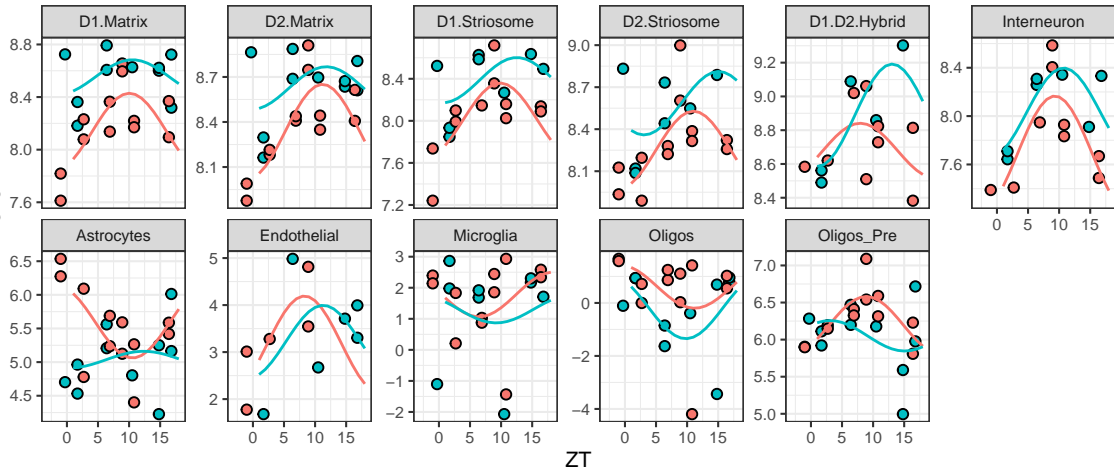 D1.Matrix D2.Matrix D1.Striosome D2.Striosome D1.D2.Hybrid Interneuron
8.8 8.7 8.4 9.0 9.2 8.4
8.4 8.4 8.0 8.7 9.0 8.0
8.0 8.1 7.6 8.4 8.8 7.6
7.6 7.2 8.1 8.6
8.4
Astrocytes Endothelial Microglia Oligos Oligos_Pre
0 5 10 15
6.5 5 3 0 7.0
6.0 4 2 −2 6.5
5.5 3 1 −4 6.0
5.0 2 0 5.5
4.5 −1 5.0
−2
0 5 10 15 0 5 10 15 0 5 10 15 0 5 10 15 0 5 10 15
ZT